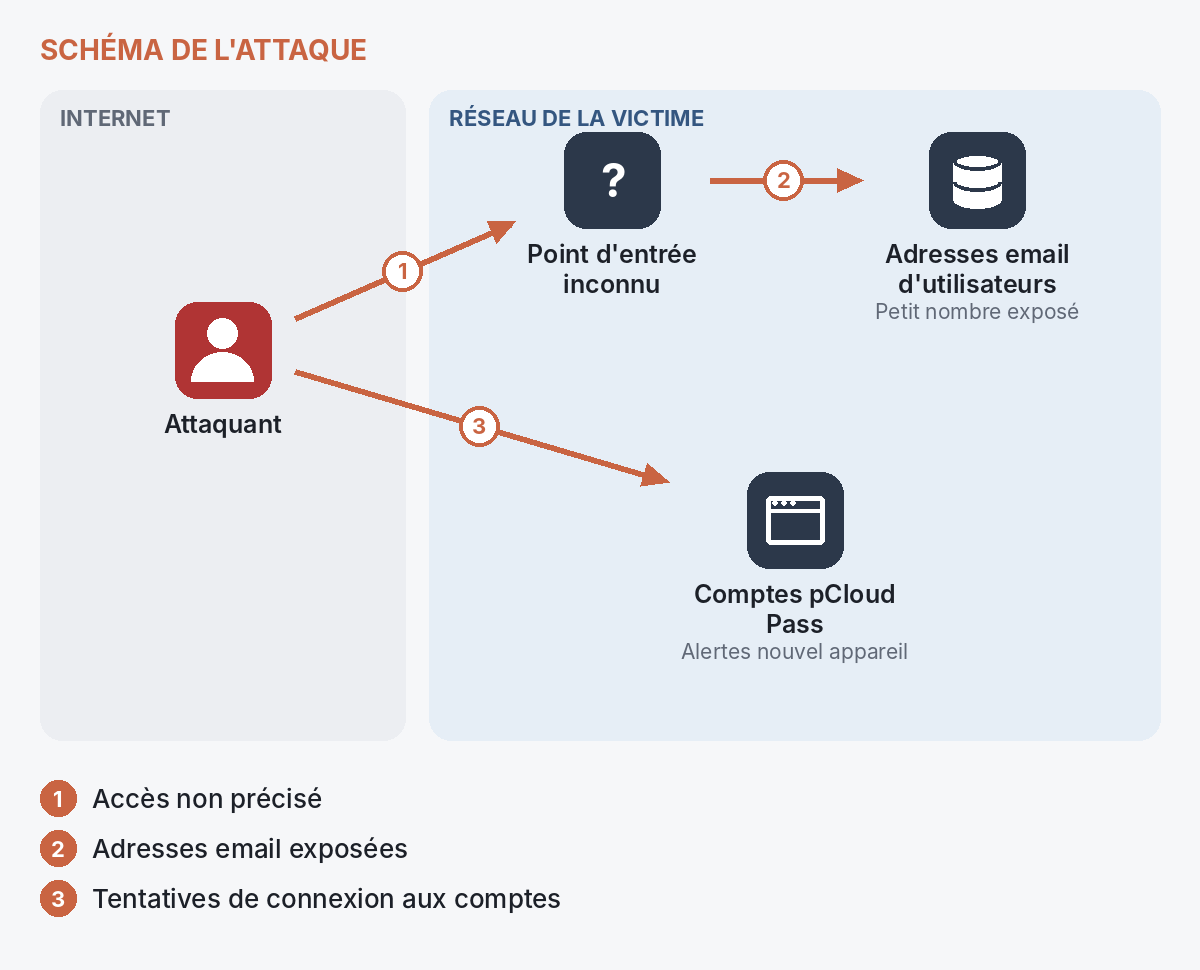 SCHÉMA DE L'ATTAQUE
INTERNET
RÉSEAU DE LA VICTIME
?
2
Point d'entrée
inconnu
Adresses email
d'utilisateurs
Petit nombre exposé
1
Attaquant
3
Comptes pCloud
Pass
Alertes nouvel appareil
1 Accès non précisé
2 Adresses email exposées
3 Tentatives de connexion aux comptes